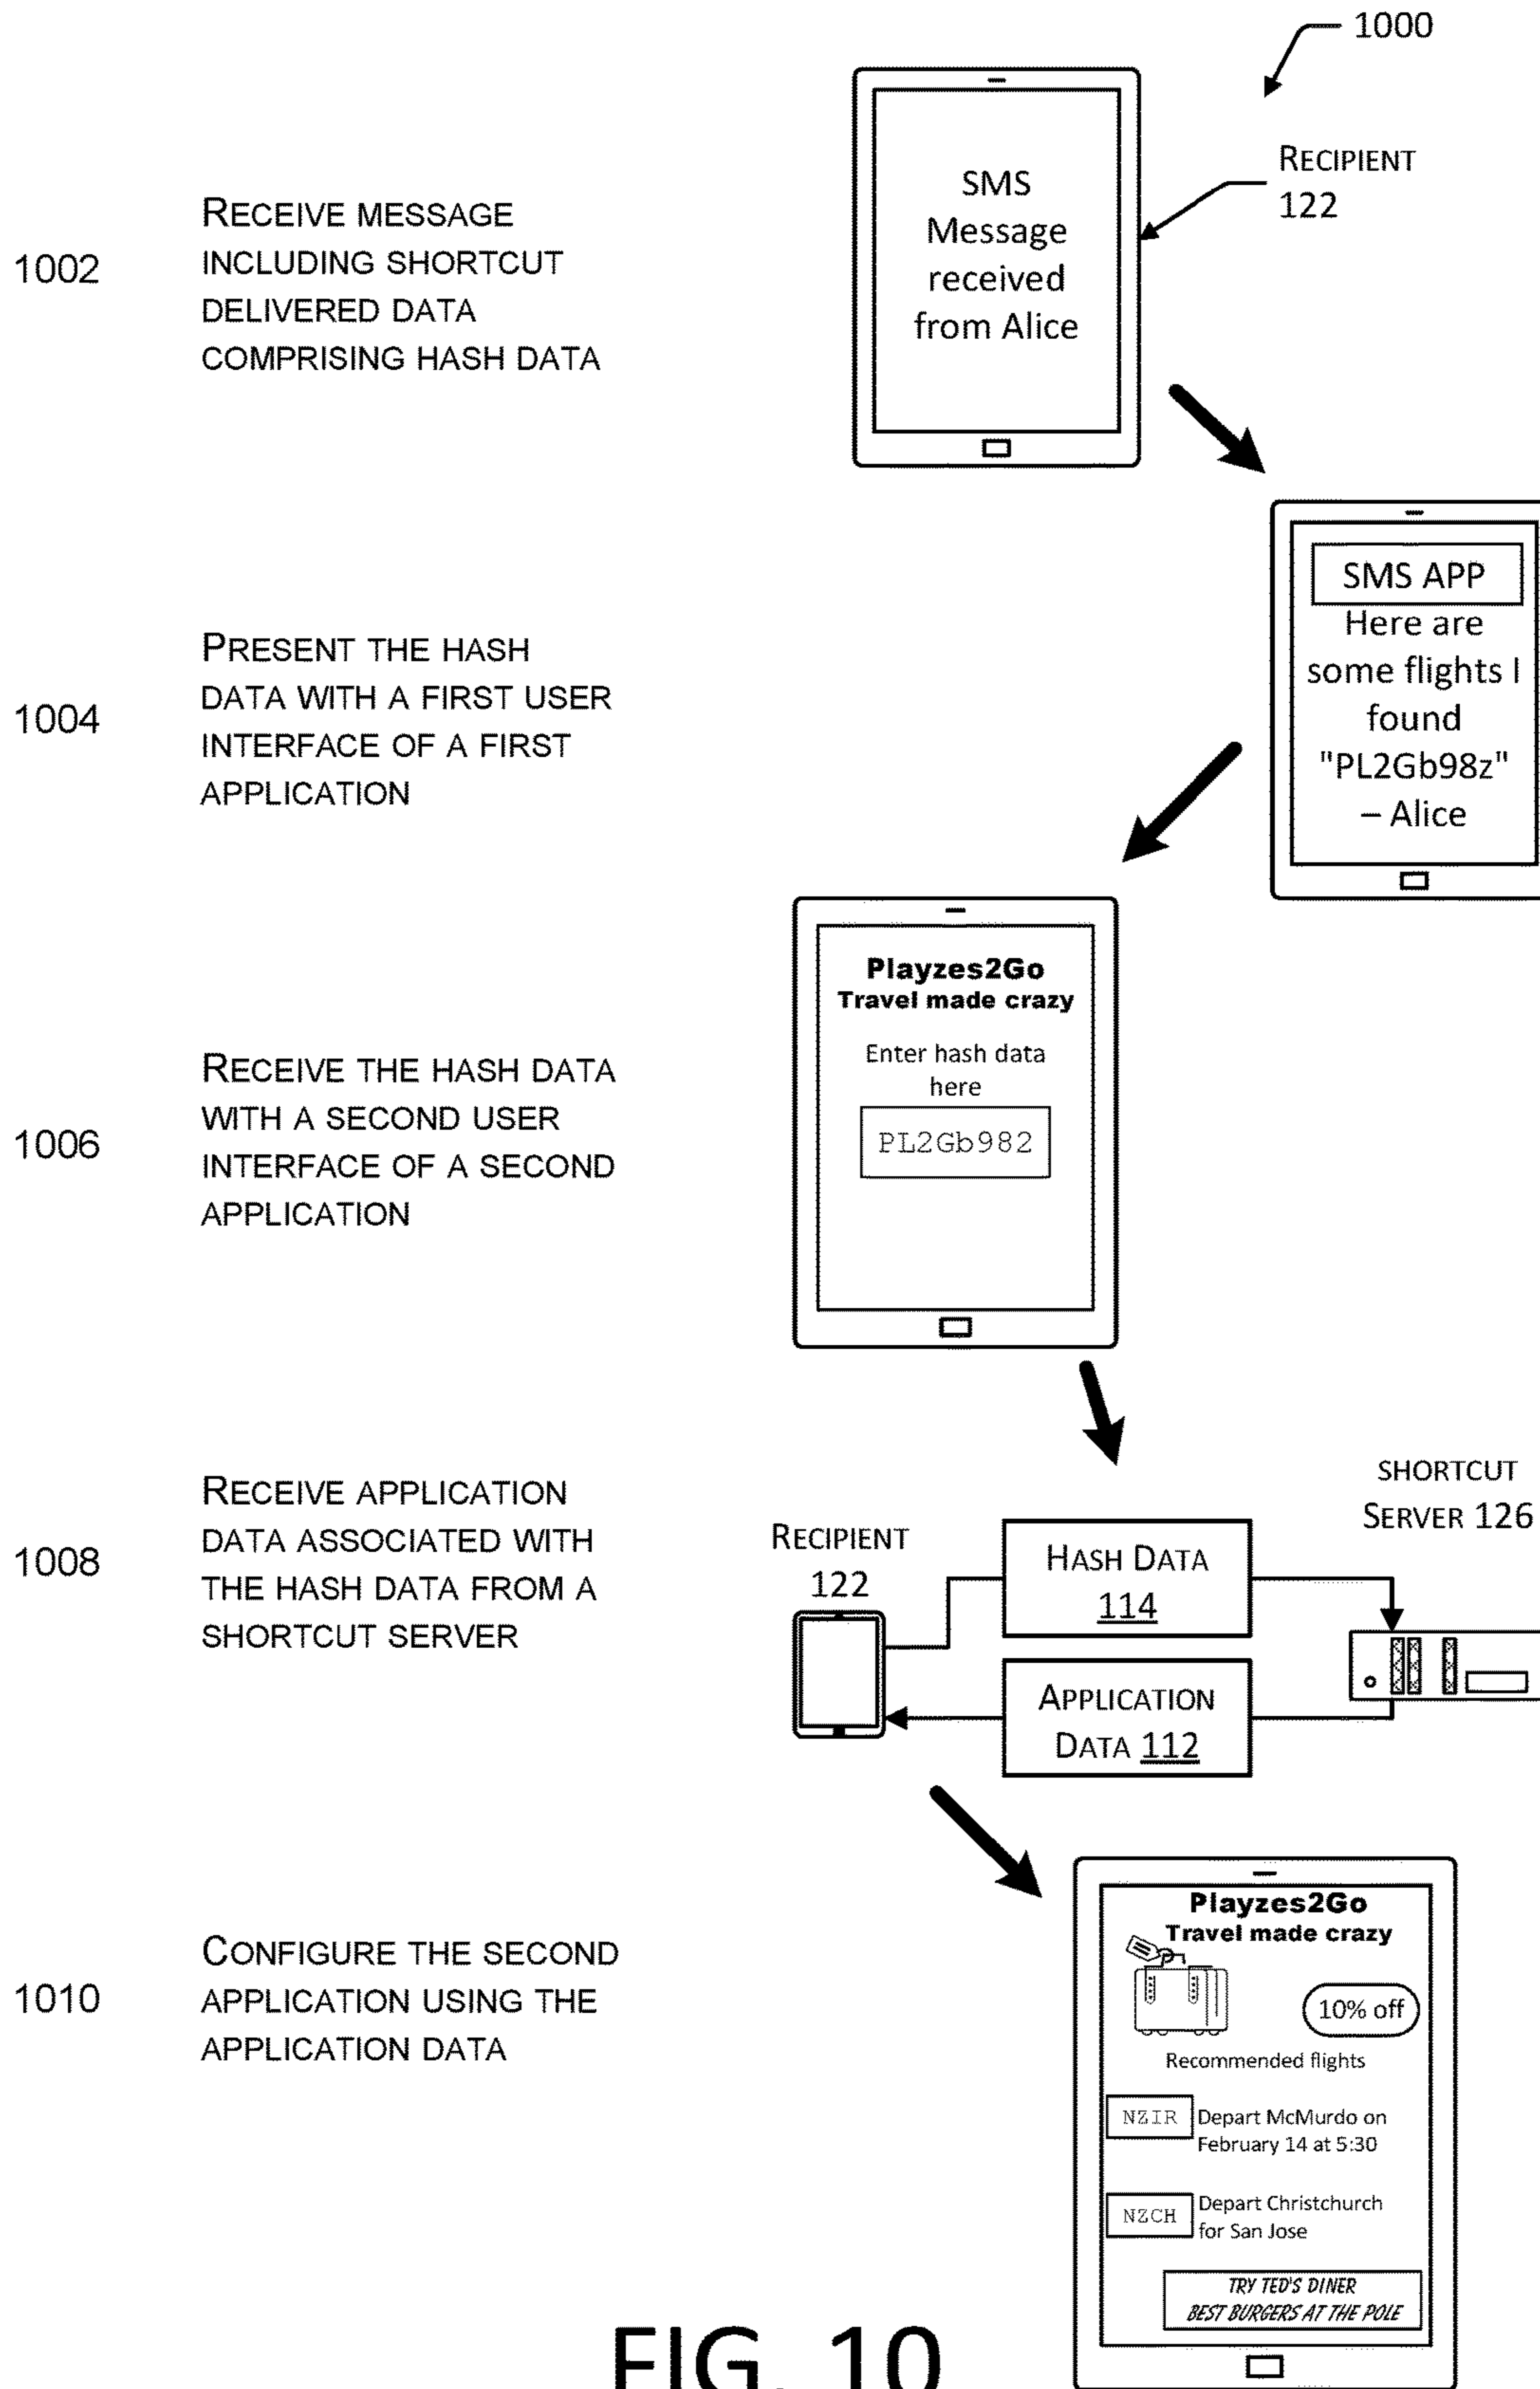 1000
RECIPIENT
122
SMS
Message
received
from Alice
1002
RECEIVE MESSAGE
INCLUDING SHORTCUT
DELIVERED DATA
COMPRISING HASH DATA
SMS APP
Here are
some flights I
found
"PL2Gb98z"
– Alice
1004
PRESENT THE HASH
DATA WITH A FIRST USER
INTERFACE OF A FIRST
APPLICATION
Playzes2Go
Travel made crazy
Enter hash data
here
PL2Gb982
1006
RECEIVE THE HASH DATA
WITH A SECOND USER
INTERFACE OF A SECOND
APPLICATION
1008
RECEIVE APPLICATION
DATA ASSOCIATED WITH
THE HASH DATA FROM A
SHORTCUT SERVER
RECIPIENT
122
HASH DATA
114
SHORTCUT
SERVER 126
APPLICATION
DATA 112
1010
CONFIGURE THE SECOND
APPLICATION USING THE
APPLICATION DATA
Playzes2Go
Travel made crazy
10% off
Recommended flights
NZIR
Depart McMurdo on
February 14 at 5:30
NZCH
Depart Christchurch
for San Jose
TRY TED'S DINER
BEST BURGERS AT THE POLE
FIG. 10